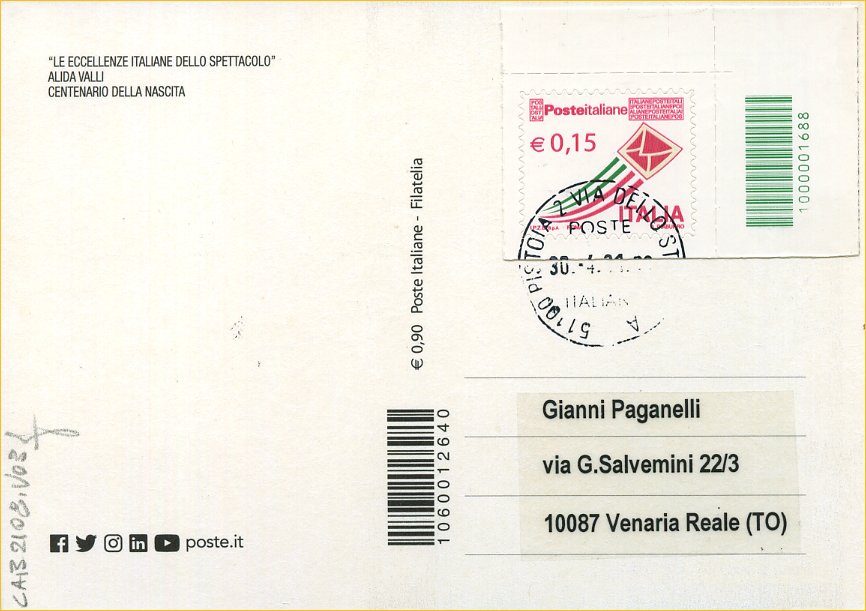 “LE ECCELLENZE ITALIANE DELLO SPETTACOLO”
ALIDA VALLI
CENTENARIO DELLA NASCITA
Posteitaliane
€ 0,15
ITALIA
1000001688
51100 PISTOIA 2 VIA DELLO ST
POSTE
ITALIAN
€ 0,90 Poste Italiane - Filatelia
1060012640
Gianni Paganelli
via G.Salvemini 22/3
10087 Venaria Reale (TO)
poste.it